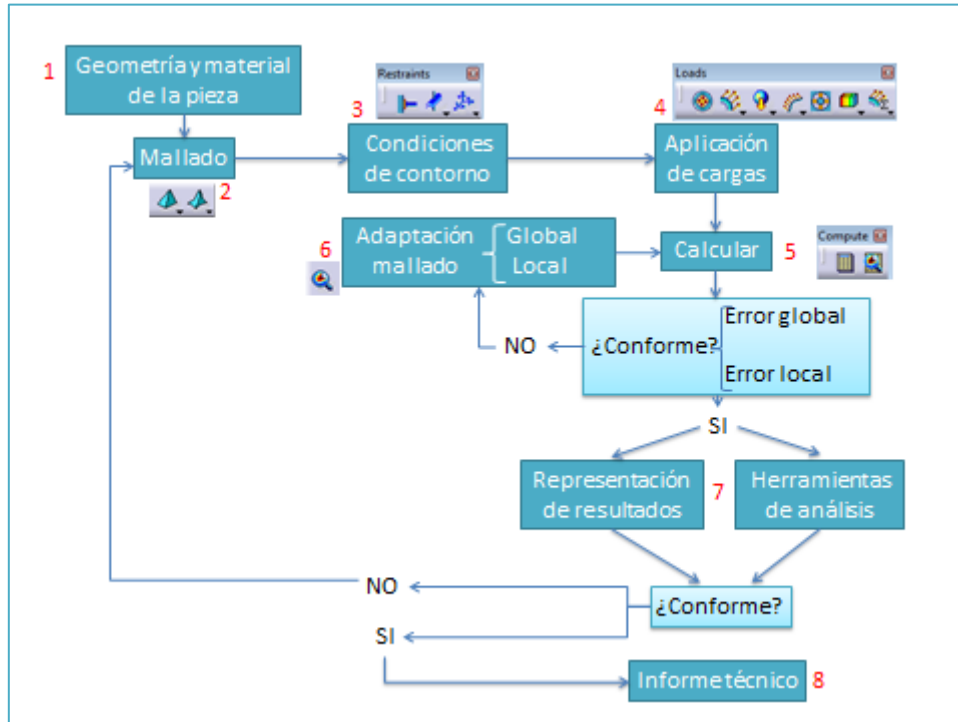 1
Geometría y material
de la pieza
Restraints
3
Loads
4
Mallado
2
Condiciones
de contorno
Aplicación
de cargas
6
Adaptación
mallado
Global
Local
Calcular
5
Compute
NO
¿Conforme?
Error global
Error local
SI
Representación
de resultados
7
Herramientas
de análisis
NO
¿Conforme?
SI
Informe técnico
8